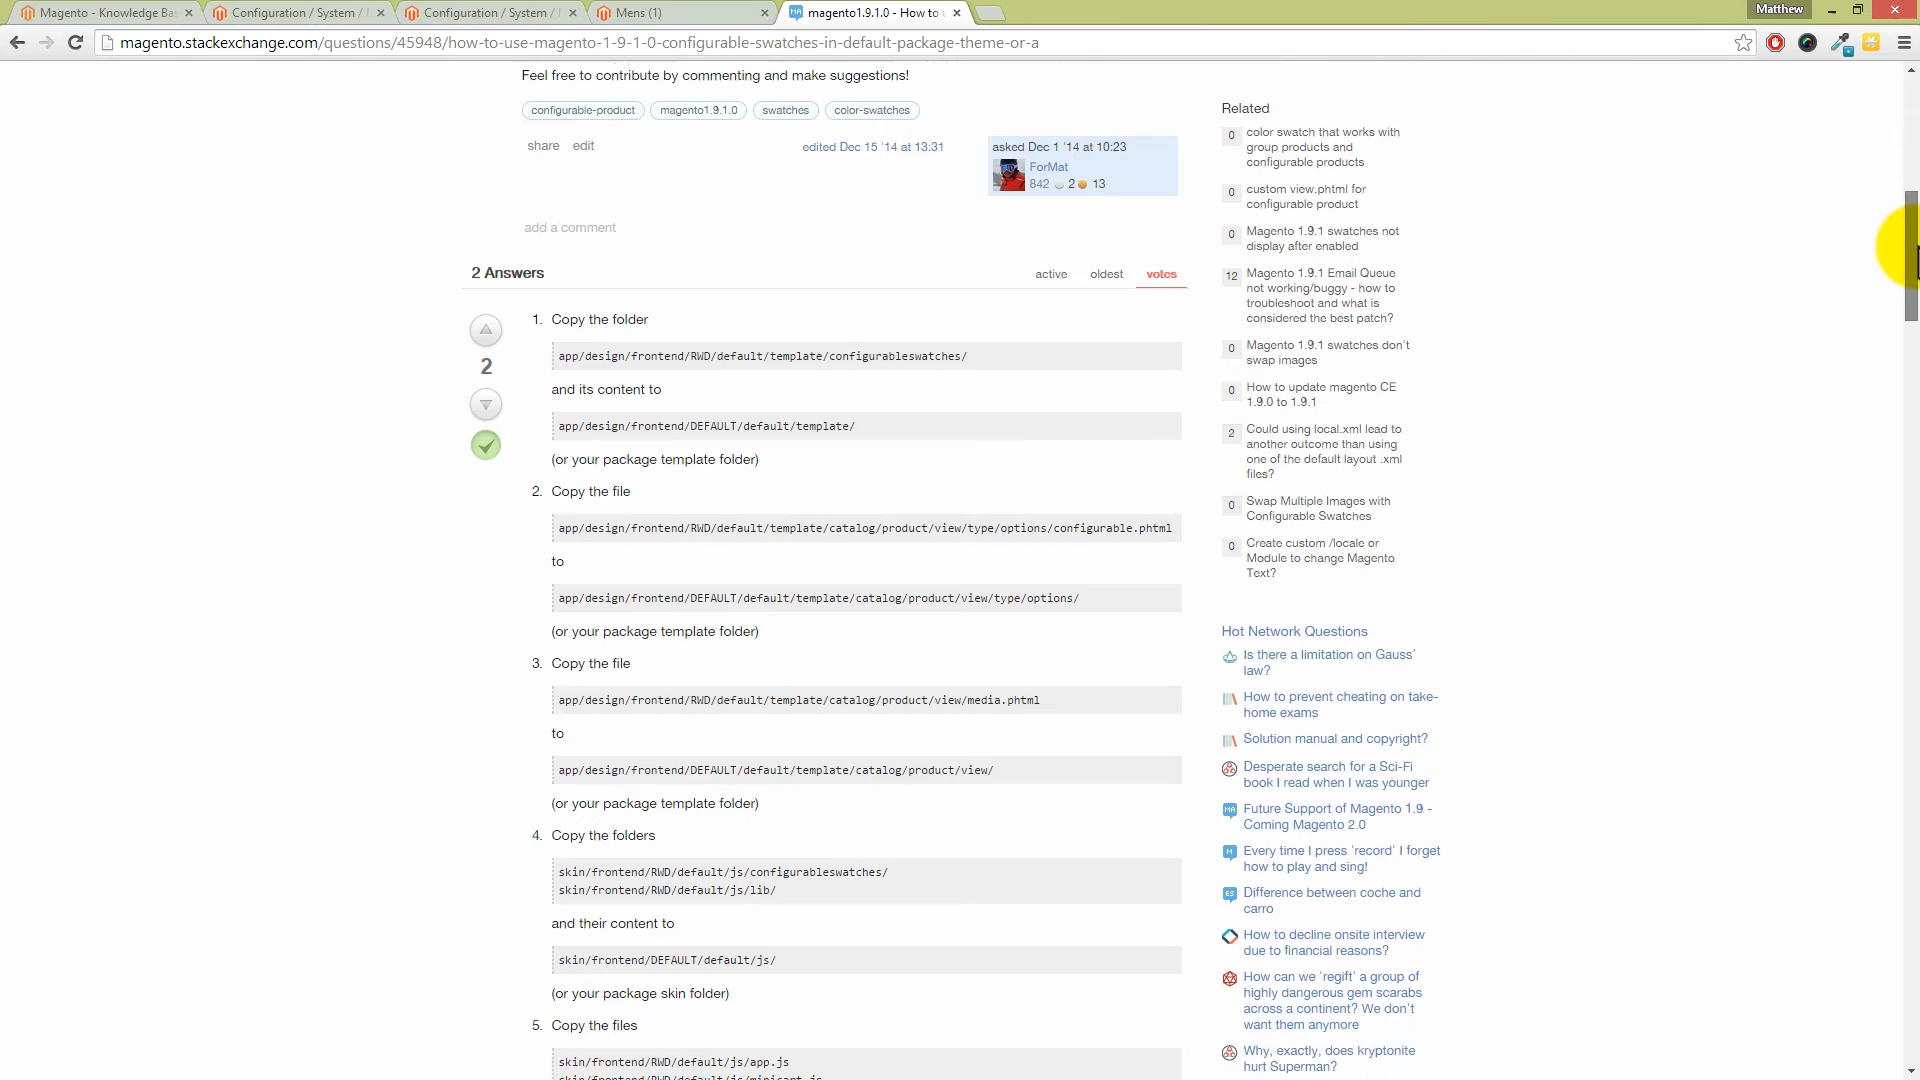 Magento - Knowledge Bas
Configuration / System /
Configuration / System /
Mens (1)
magento1.9.1.0 - How to
Matthew
magento.stackexchange.com/questions/45948/how-to-use-magento-1-9-1-0-configurable-swatches-in-default-package-theme-or-a
Feel free to contribute by commenting and make suggestions!
configurable-product
magento1.9.1.0
swatches
color-swatches
share edit
edited Dec 15 '14 at 13:31
asked Dec 1 '14 at 10:23
ForMat
842 2 13
add a comment
2 Answers
active
oldest
votes
2
1. Copy the folder
app/design/frontend/RWD/default/template/configurableswatches/
and its content to
app/design/frontend/DEFAULT/default/template/
(or your package template folder)
2. Copy the file
app/design/frontend/RWD/default/template/catalog/product/view/type/options/configurable.phtml
to
app/design/frontend/DEFAULT/default/template/catalog/product/view/type/options/
(or your package template folder)
3. Copy the file
app/design/frontend/RWD/default/template/catalog/product/view/media.phtml
to
app/design/frontend/DEFAULT/default/template/catalog/product/view/
(or your package template folder)
4. Copy the folders
skin/frontend/RWD/default/js/configurableswatches/
skin/frontend/RWD/default/js/lib/
and their content to
skin/frontend/DEFAULT/default/js/
(or your package skin folder)
5. Copy the files
skin/frontend/RWD/default/js/app.js
skin/frontend/RWD/default/js/minicart.js
Related
0 color swatch that works with
group products and
configurable products
0 custom view.phtml for
configurable product
0 Magento 1.9.1 swatches not
display after enabled
12 Magento 1.9.1 Email Queue
not working/buggy - how to
troubleshoot and what is
considered the best patch?
0 Magento 1.9.1 swatches don't
swap images
0 How to update magento CE
1.9.0 to 1.9.1
2 Could using local.xml lead to
another outcome than using
one of the default layout .xml
files?
0 Swap Multiple Images with
Configurable Swatches
0 Create custom /locale or
Module to change Magento
Text?
Hot Network Questions
Is there a limitation on Gauss'
law?
How to prevent cheating on take-
home exams
Solution manual and copyright?
Desperate search for a Sci-Fi
book I read when I was younger
MA Future Support of Magento 1.9 -
Coming Magento 2.0
M Every time I press 'record' I forget
how to play and sing!
ES Difference between coche and
carro
How to decline onsite interview
due to financial reasons?
How can we 'regift' a group of
highly dangerous gem scarabs
across a continent? We don't
want them anymore
Why, exactly, does kryptonite
hurt Superman?